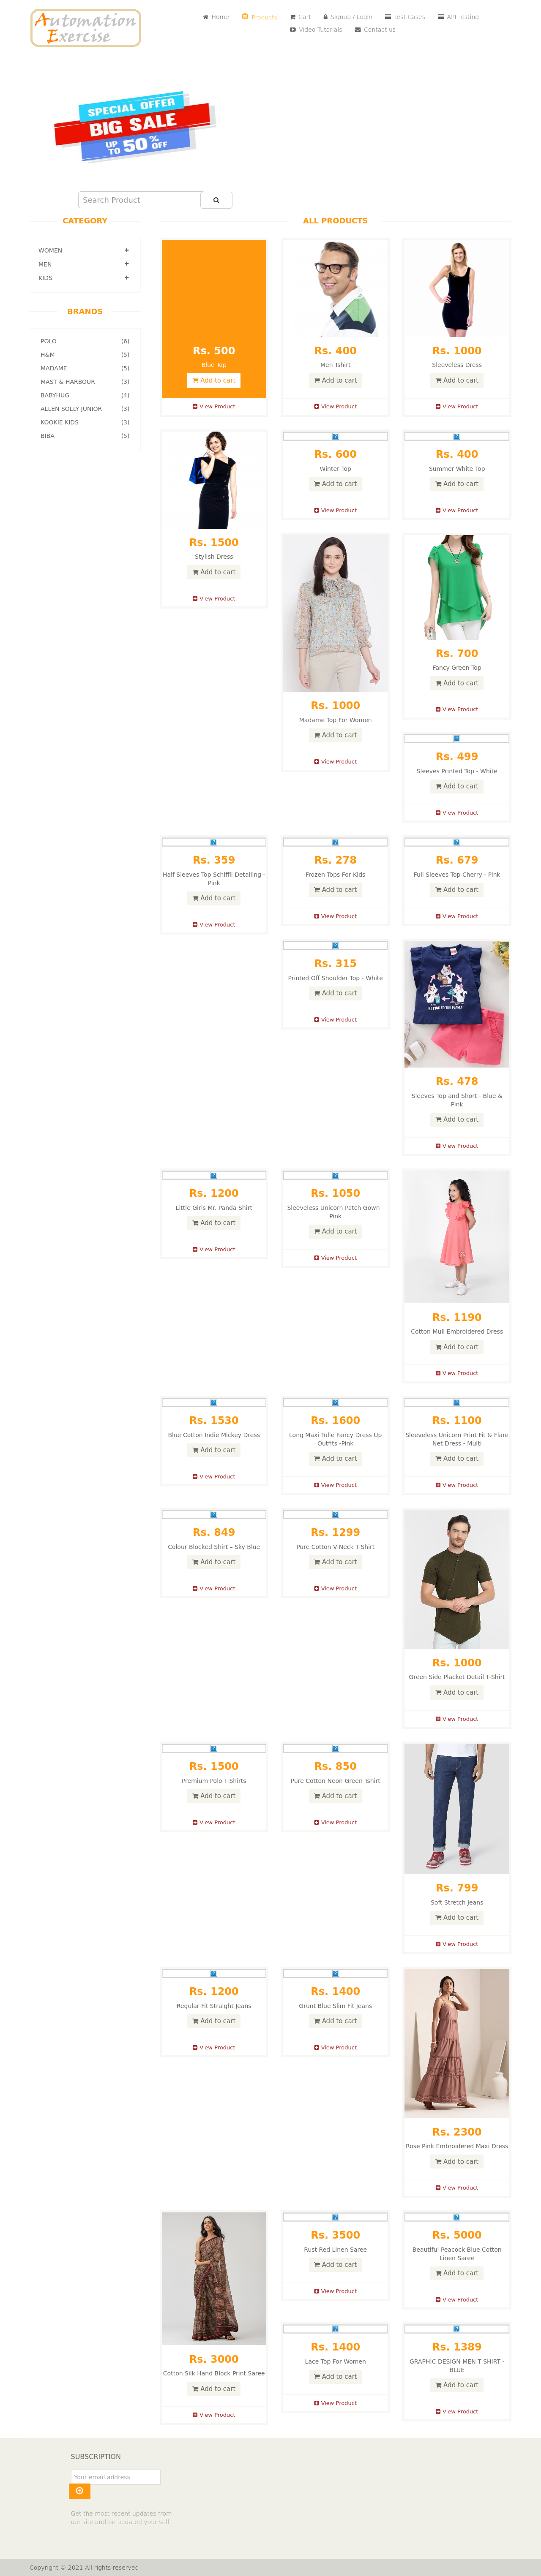 Automation
Exercise
Home
Products
Cart
Signup / Login
Test Cases
API Testing
Video Tutorials
Contact us
SPECIAL OFFER
BIG SALE
UP TO 50%
Search Product
CATEGORY
WOMEN
MEN
KIDS
BRANDS
POLO (6)
H&M (5)
MADAME (5)
MAST & HARBOUR (3)
BABYHUG (4)
ALLEN SOLLY JUNIOR (3)
KOOKIE KIDS (3)
BIBA (5)
ALL PRODUCTS
Rs. 500
Blue Top
Add to cart
View Product
Rs. 400
Men Tshirt
Add to cart
View Product
Rs. 1000
Sleeveless Dress
Add to cart
View Product
Rs. 1500
Stylish Dress
Add to cart
View Product
Rs. 600
Winter Top
Add to cart
View Product
Rs. 400
Summer White Top
Add to cart
View Product
Rs. 1000
Madame Top For Women
Add to cart
View Product
Rs. 700
Fancy Green Top
Add to cart
View Product
Rs. 499
Sleeves Printed Top - White
Add to cart
View Product
Rs. 359
Half Sleeves Top Schiffli Detailing -
Pink
Add to cart
View Product
Rs. 278
Frozen Tops For Kids
Add to cart
View Product
Rs. 679
Full Sleeves Top Cherry - Pink
Add to cart
View Product
Rs. 315
Printed Off Shoulder Top - White
Add to cart
View Product
Rs. 478
Sleeves Top and Short - Blue &
Pink
Add to cart
View Product
Rs. 1200
Little Girls Mr. Panda Shirt
Add to cart
View Product
Rs. 1050
Sleeveless Unicorn Patch Gown -
Pink
Add to cart
View Product
Rs. 1190
Cotton Mull Embroidered Dress
Add to cart
View Product
Rs. 1530
Blue Cotton Indie Mickey Dress
Add to cart
View Product
Rs. 1600
Long Maxi Tulle Fancy Dress Up
Outfits -Pink
Add to cart
View Product
Rs. 1100
Sleeveless Unicorn Print Fit & Flare
Net Dress - Multi
Add to cart
View Product
Rs. 849
Colour Blocked Shirt – Sky Blue
Add to cart
View Product
Rs. 1299
Pure Cotton V-Neck T-Shirt
Add to cart
View Product
Rs. 1000
Green Side Placket Detail T-Shirt
Add to cart
View Product
Rs. 1500
Premium Polo T-Shirts
Add to cart
View Product
Rs. 850
Pure Cotton Neon Green Tshirt
Add to cart
View Product
Rs. 799
Soft Stretch Jeans
Add to cart
View Product
Rs. 1200
Regular Fit Straight Jeans
Add to cart
View Product
Rs. 1400
Grunt Blue Slim Fit Jeans
Add to cart
View Product
Rs. 2300
Rose Pink Embroidered Maxi Dress
Add to cart
View Product
Rs. 3000
Cotton Silk Hand Block Print Saree
Add to cart
View Product
Rs. 3500
Rust Red Linen Saree
Add to cart
View Product
Rs. 5000
Beautiful Peacock Blue Cotton
Linen Saree
Add to cart
View Product
Rs. 1400
Lace Top For Women
Add to cart
View Product
Rs. 1389
GRAPHIC DESIGN MEN T SHIRT -
BLUE
Add to cart
View Product
SUBSCRIPTION
Your email address
Get the most recent updates from
our site and be updated your self...
Copyright © 2021 All rights reserved